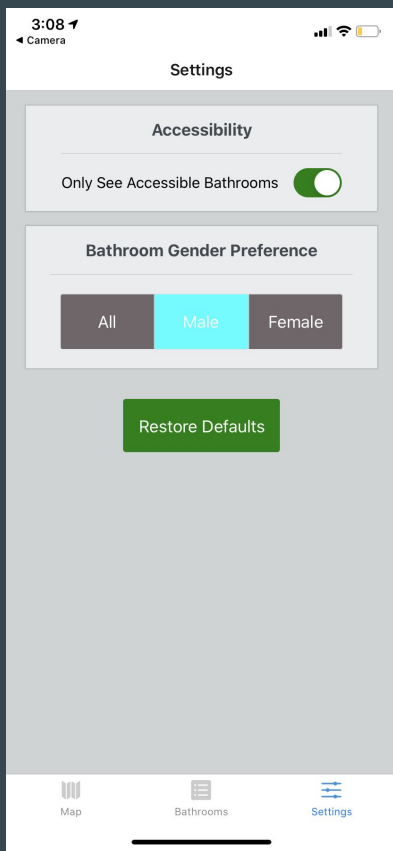 3:08
◄ Camera
Settings
Accessibility
Only See Accessible Bathrooms
Bathroom Gender Preference
All Male Female
Restore Defaults
Map Bathrooms Settings